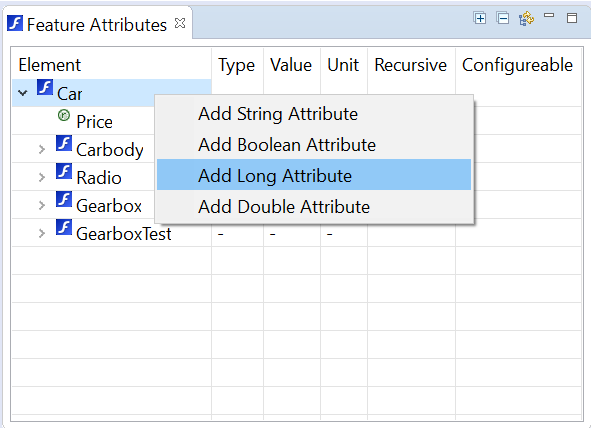 Feature Attributes
Element Type Value Unit Recursive Configureable
Car
Price
Carbody
Radio
Gearbox
GearboxTest - - -
Add String Attribute
Add Boolean Attribute
Add Long Attribute
Add Double Attribute